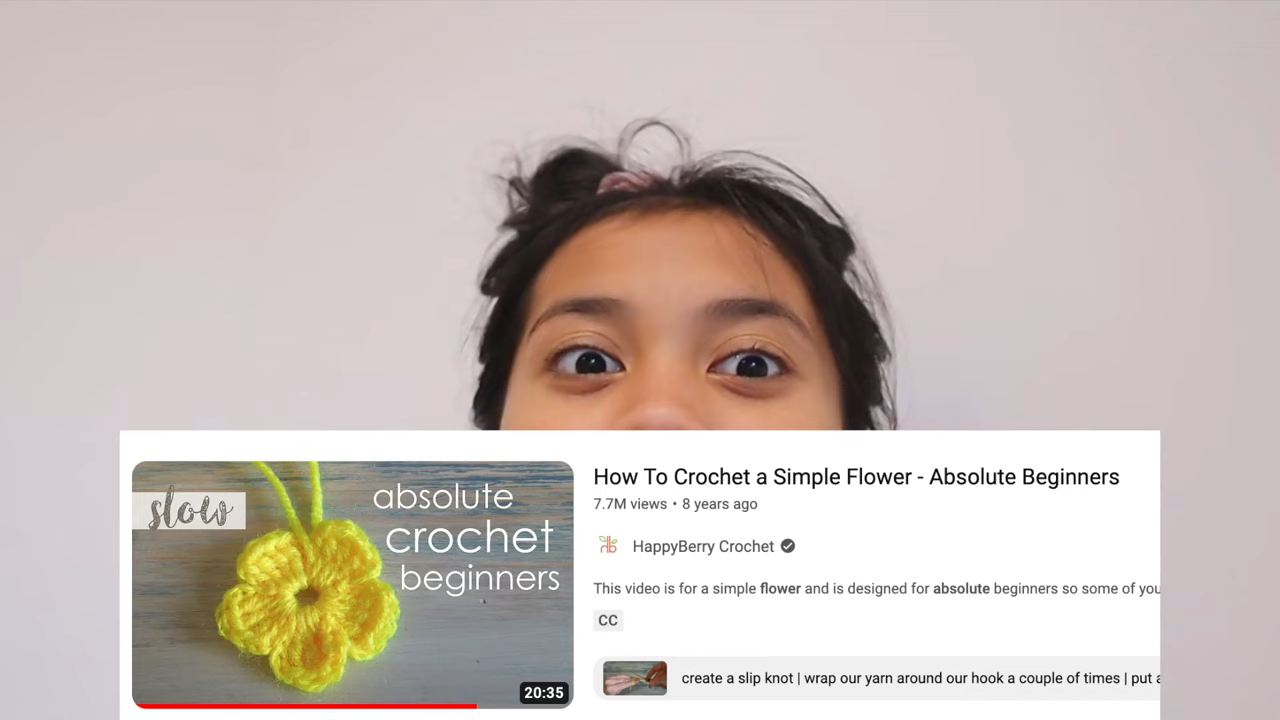 slow
absolute
crochet
beginners
20:35
How To Crochet a Simple Flower - Absolute Beginners
7.7M views • 8 years ago
HappyBerry Crochet
This video is for a simple flower and is designed for absolute beginners so some of you
CC
create a slip knot | wrap our yarn around our hook a couple of times | put a